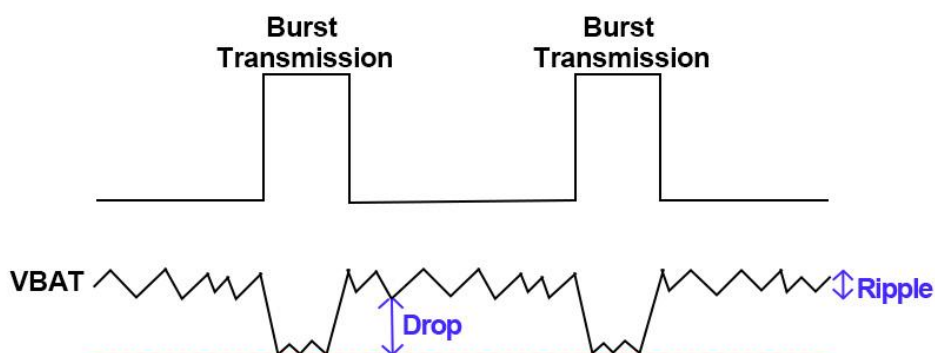 Burst
Transmission
Burst
Transmission
VBAT
Ripple
Drop